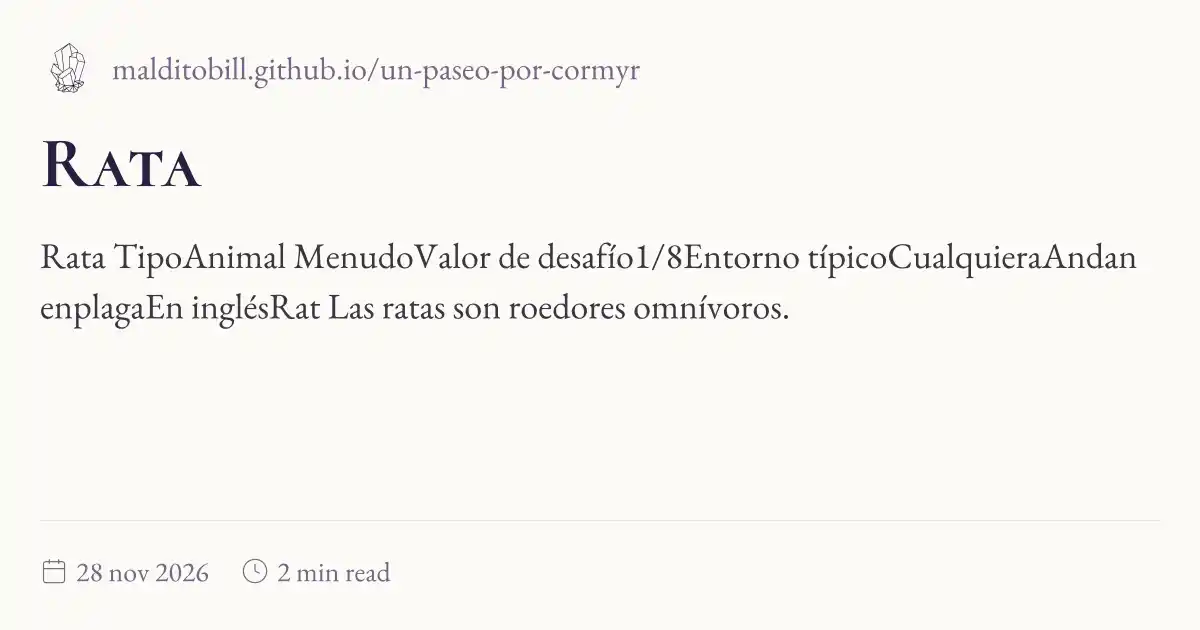 malditobill.github.io/un-paseo-por-cormyr
Rata
Rata TipoAnimal MenudoValor de desafío1/8Entorno típicoCualquieraAndan
enplagaEn inglésRat Las ratas son roedores omnívoros.
28 nov 2026 2 min read